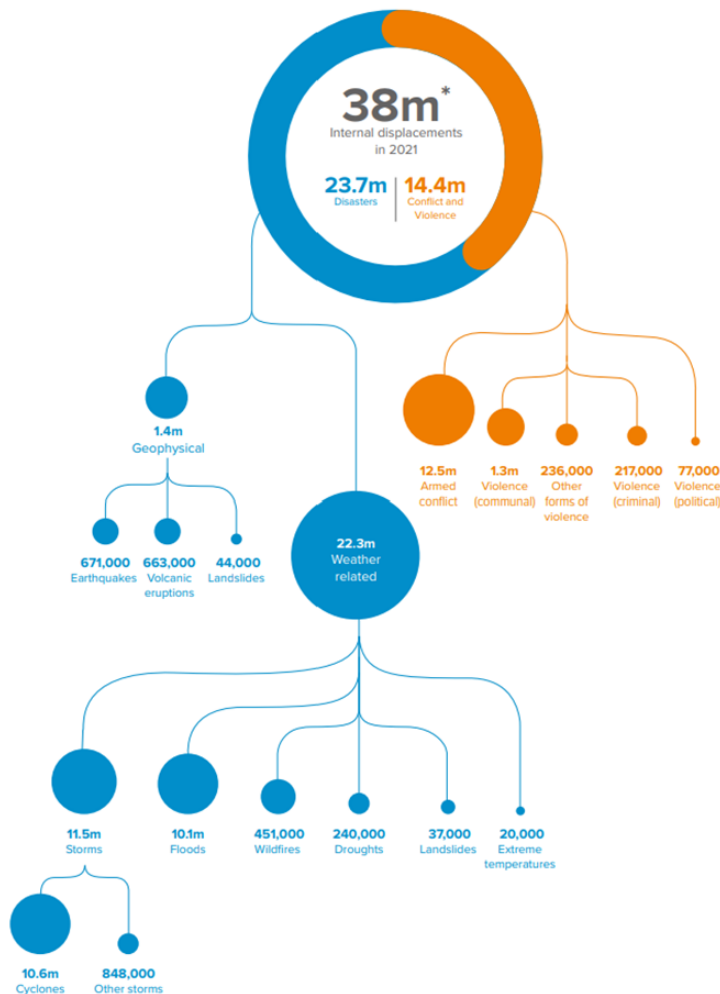 38m*
Internal displacements
in 2021
23.7m
Disasters
14.4m
Conflict and
Violence
1.4m
Geophysical
671,000
Earthquakes
663,000
Volcanic
eruptions
44,000
Landslides
12.5m
Armed
conflict
1.3m
Violence
(communal)
236,000
Other
forms of
violence
217,000
Violence
(criminal)
77,000
Violence
(political)
22.3m
Weather
related
11.5m
Storms
10.1m
Floods
451,000
Wildfires
240,000
Droughts
37,000
Landslides
20,000
Extreme
temperatures
10.6m
Cyclones
848,000
Other storms